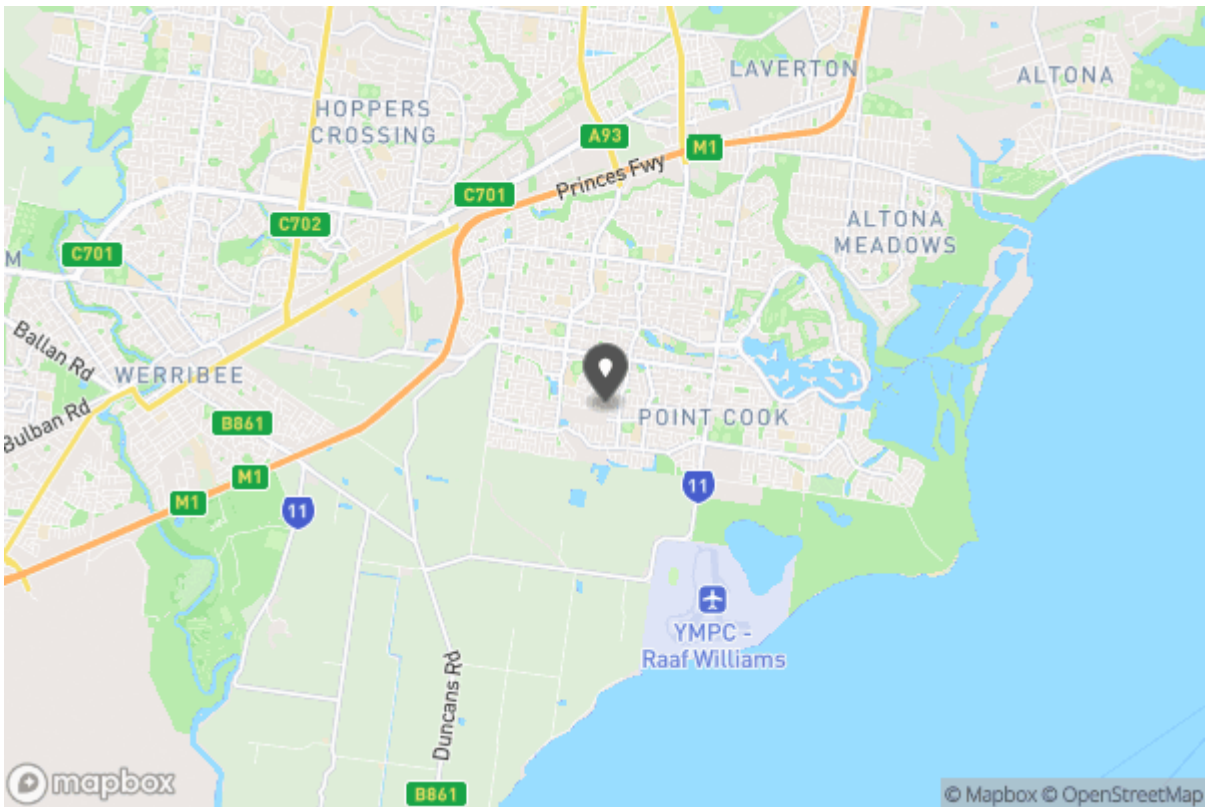 LAVERTON
ALTONA
HOPPERS
CROSSING
A93
M1
Princes Fwy
C701
C702
ALTONA
MEADOWS
C701
M
Ballan Rd
WERRIBEE
Bulban Rd
B861
POINT COOK
M1
M1
11
11
YMPC -
Raaf Williams
Duncans Rd
B861
mapbox
© Mapbox © OpenStreetMap